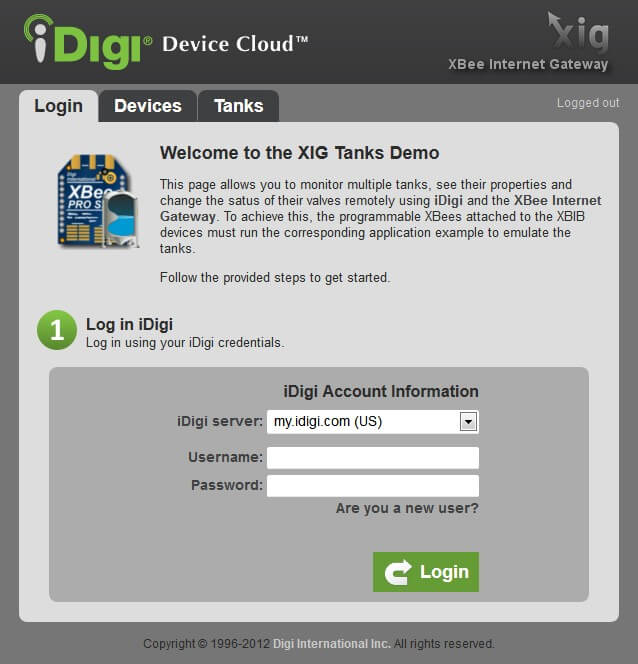 iDigi® Device Cloud™
xig
XBee Internet Gateway
Login
Devices
Tanks
Logged out
Digi
International
XBee
PRO S
Welcome to the XIG Tanks Demo
This page allows you to monitor multiple tanks, see their properties and
change the satus of their valves remotely using iDigi and the XBee Internet
Gateway. To achieve this, the programmable XBees attached to the XBIB
devices must run the corresponding application example to emulate the
tanks.
Follow the provided steps to get started.
1
Log in iDigi
Log in using your iDigi credentials.
iDigi Account Information
iDigi server: my.idigi.com (US)
Username:
Password:
Are you a new user?
Login
Copyright © 1996-2012 Digi International Inc. All rights reserved.